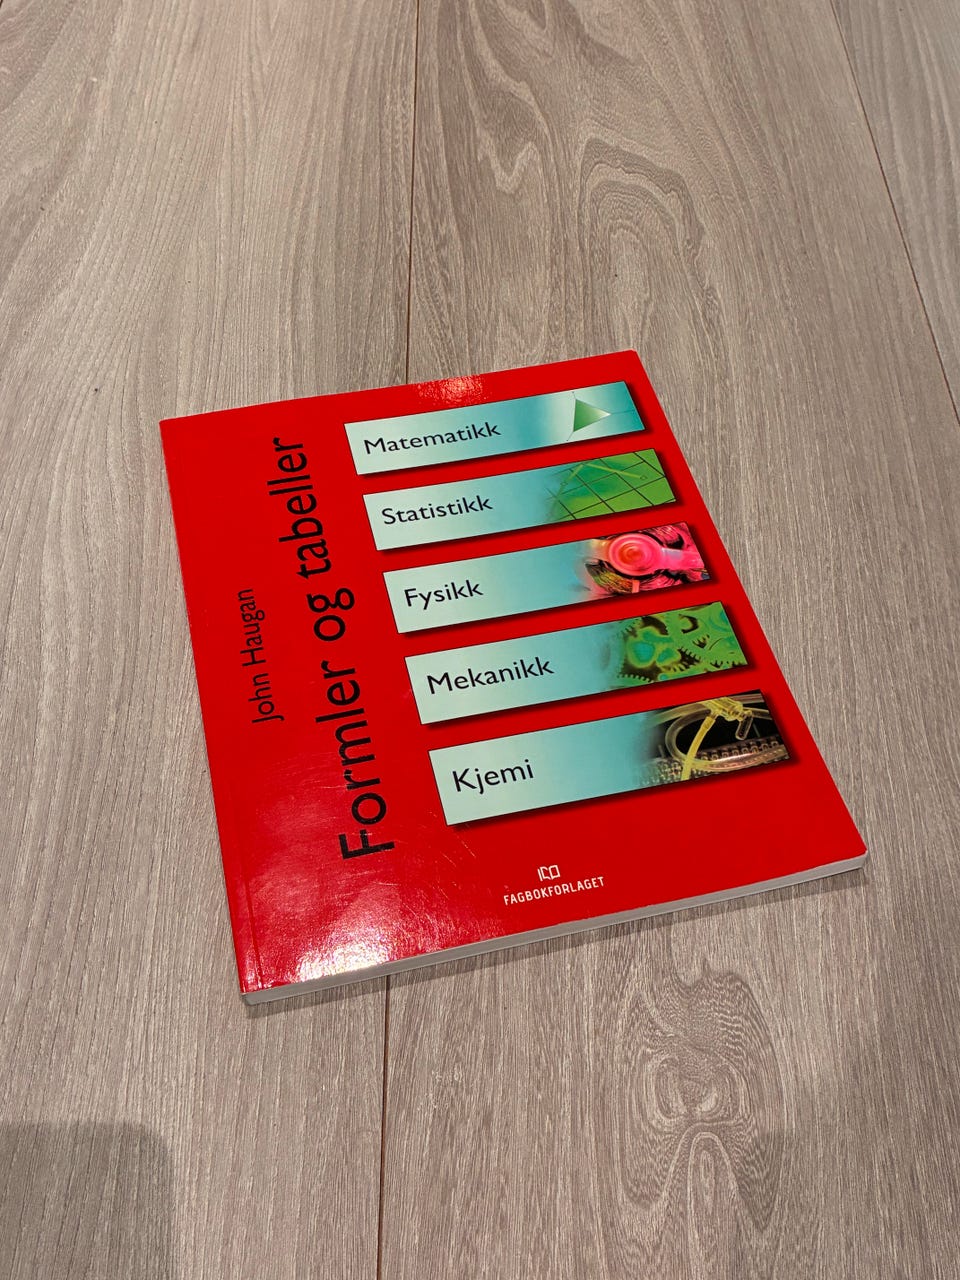 John Haugan
Formler og tabeller
Matematikk
Statistikk
Fysikk
Mekanikk
Kjemi
FAGBOKFORLAGET